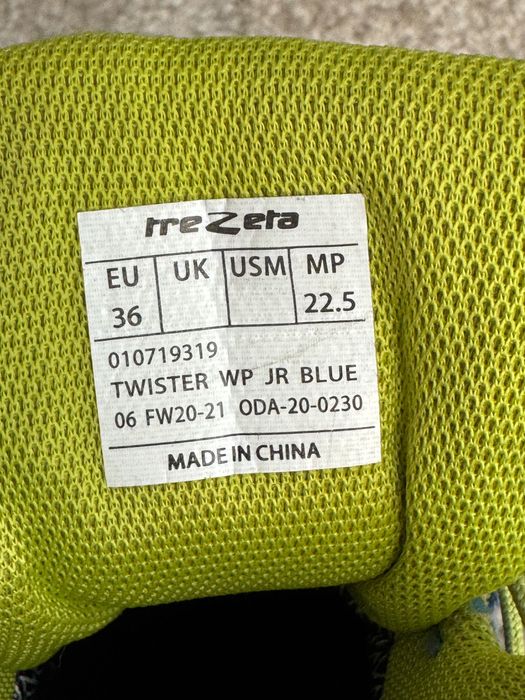 treZeta
EU UK USM MP
36 22.5
010719319
TWISTER WP JR BLUE
06 FW20-21 ODA-20-0230
MADE IN CHINA